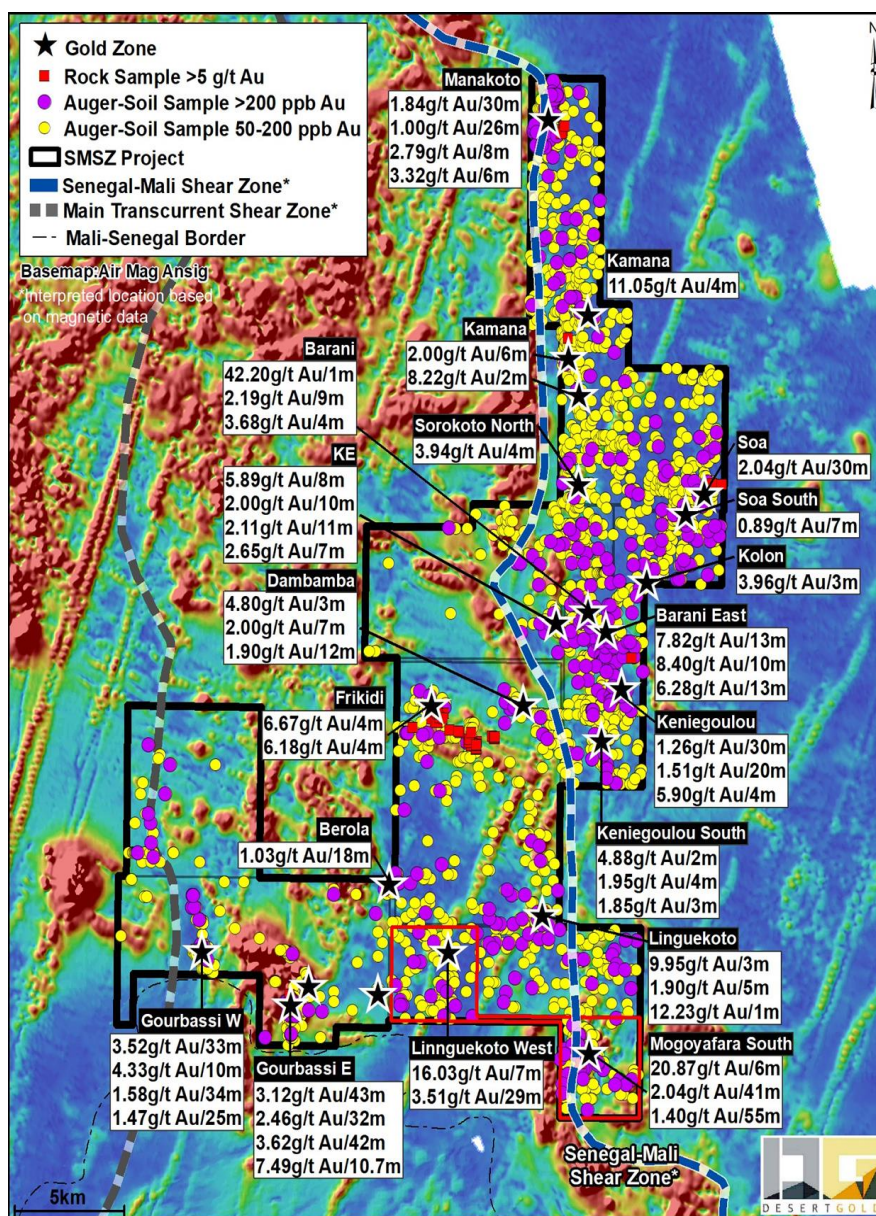 Gold Zone
Rock Sample >5 g/t Au
Auger-Soil Sample >200 ppb Au
Auger-Soil Sample 50-200 ppb Au
SMSZ Project
Senegal-Mali Shear Zone*
Main Transcurrent Shear Zone*
Mali-Senegal Border
Basemap:Air Mag Ansig
*Interpreted location based
on magnetic data
N
Manakoto
1.84g/t Au/30m
1.00g/t Au/26m
2.79g/t Au/8m
3.32g/t Au/6m
Kamana
11.05g/t Au/4m
Kamana
2.00g/t Au/6m
8.22g/t Au/2m
Barani
42.20g/t Au/1m
2.19g/t Au/9m
3.68g/t Au/4m
Sorokoto North
3.94g/t Au/4m
Soa
2.04g/t Au/30m
KE
5.89g/t Au/8m
2.00g/t Au/10m
2.11g/t Au/11m
2.65g/t Au/7m
Soa South
0.89g/t Au/7m
Kolon
3.96g/t Au/3m
Dambamba
4.80g/t Au/3m
2.00g/t Au/7m
1.90g/t Au/12m
Barani East
7.82g/t Au/13m
8.40g/t Au/10m
6.28g/t Au/13m
Frikidi
6.67g/t Au/4m
6.18g/t Au/4m
Keniegoulou
1.26g/t Au/30m
1.51g/t Au/20m
5.90g/t Au/4m
Berola
1.03g/t Au/18m
Keniegoulou South
4.88g/t Au/2m
1.95g/t Au/4m
1.85g/t Au/3m
Linguekoto
9.95g/t Au/3m
1.90g/t Au/5m
12.23g/t Au/1m
Gourbassi W
3.52g/t Au/33m
4.33g/t Au/10m
1.58g/t Au/34m
1.47g/t Au/25m
Gourbassi E
3.12g/t Au/43m
2.46g/t Au/32m
3.62g/t Au/42m
7.49g/t Au/10.7m
Linnguekoto West
16.03g/t Au/7m
3.51g/t Au/29m
Mogoyafara South
20.87g/t Au/6m
2.04g/t Au/41m
1.40g/t Au/55m
Senegal-Mali
Shear Zone*
5km
DESERT GOLD